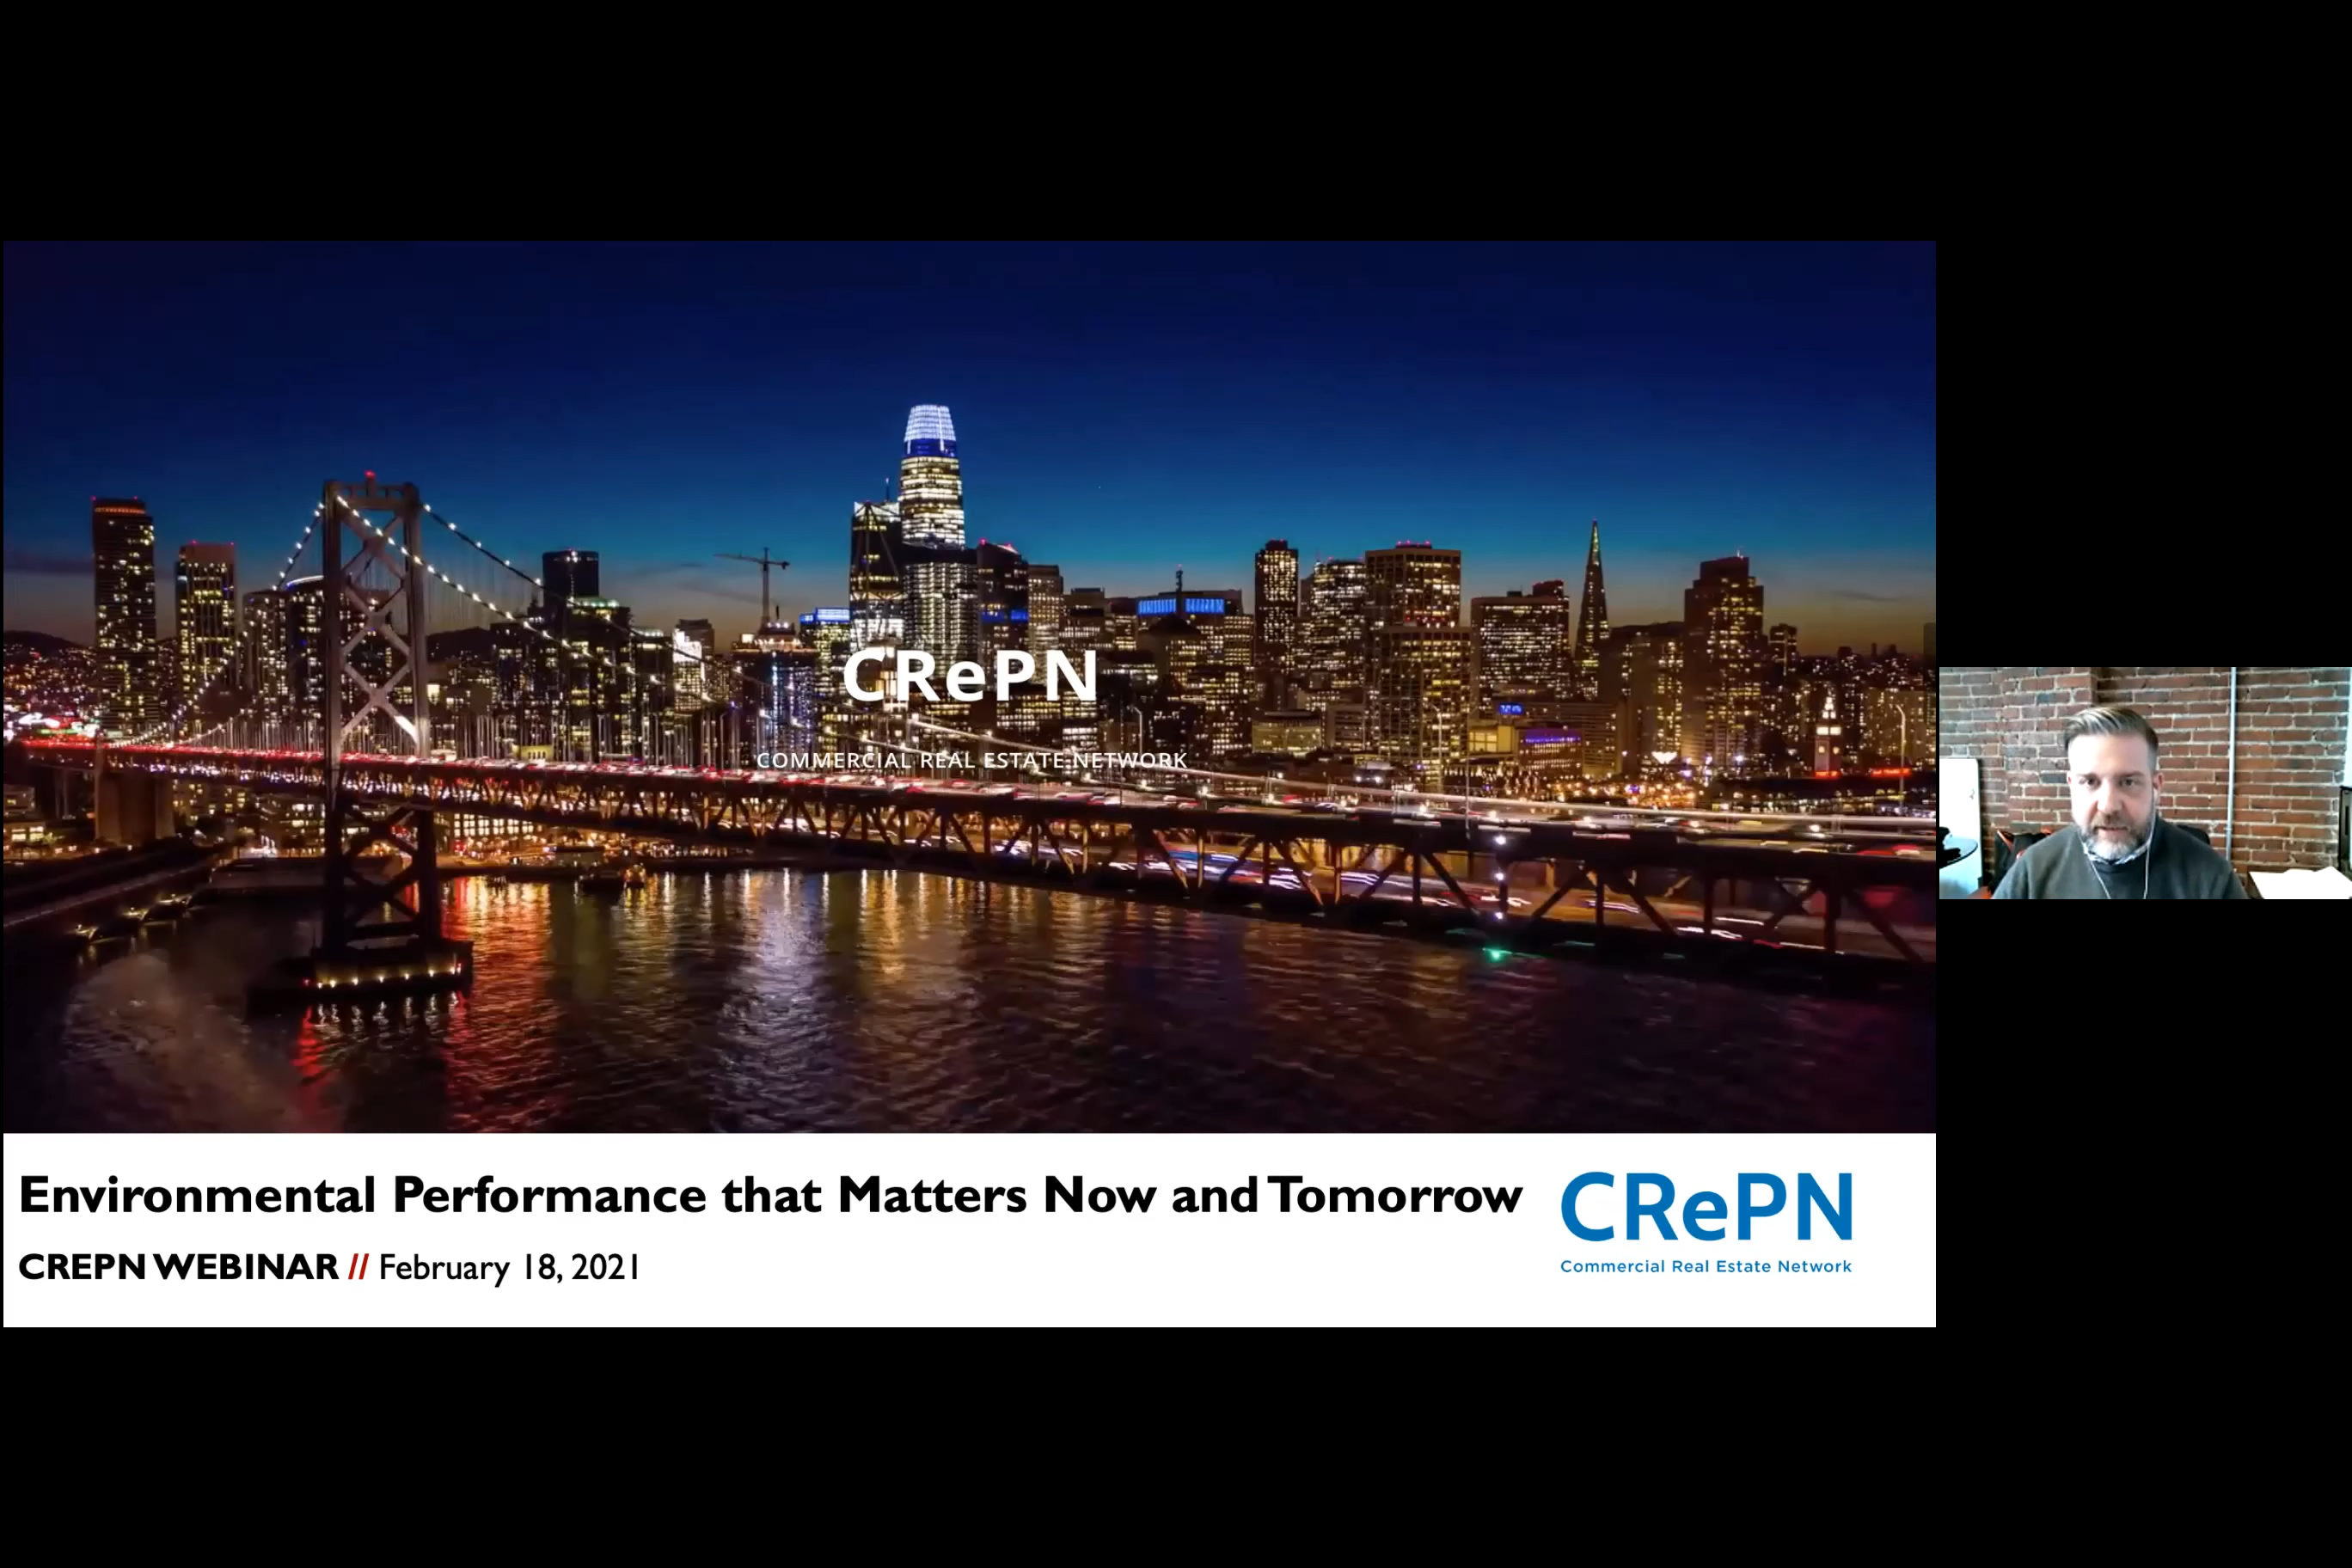 CRePN
COMMERCIAL REAL ESTATE NETWORK
Environmental Performance that Matters Now and Tomorrow
CREPN WEBINAR // February 18, 2021
CRePN
Commercial Real Estate Network